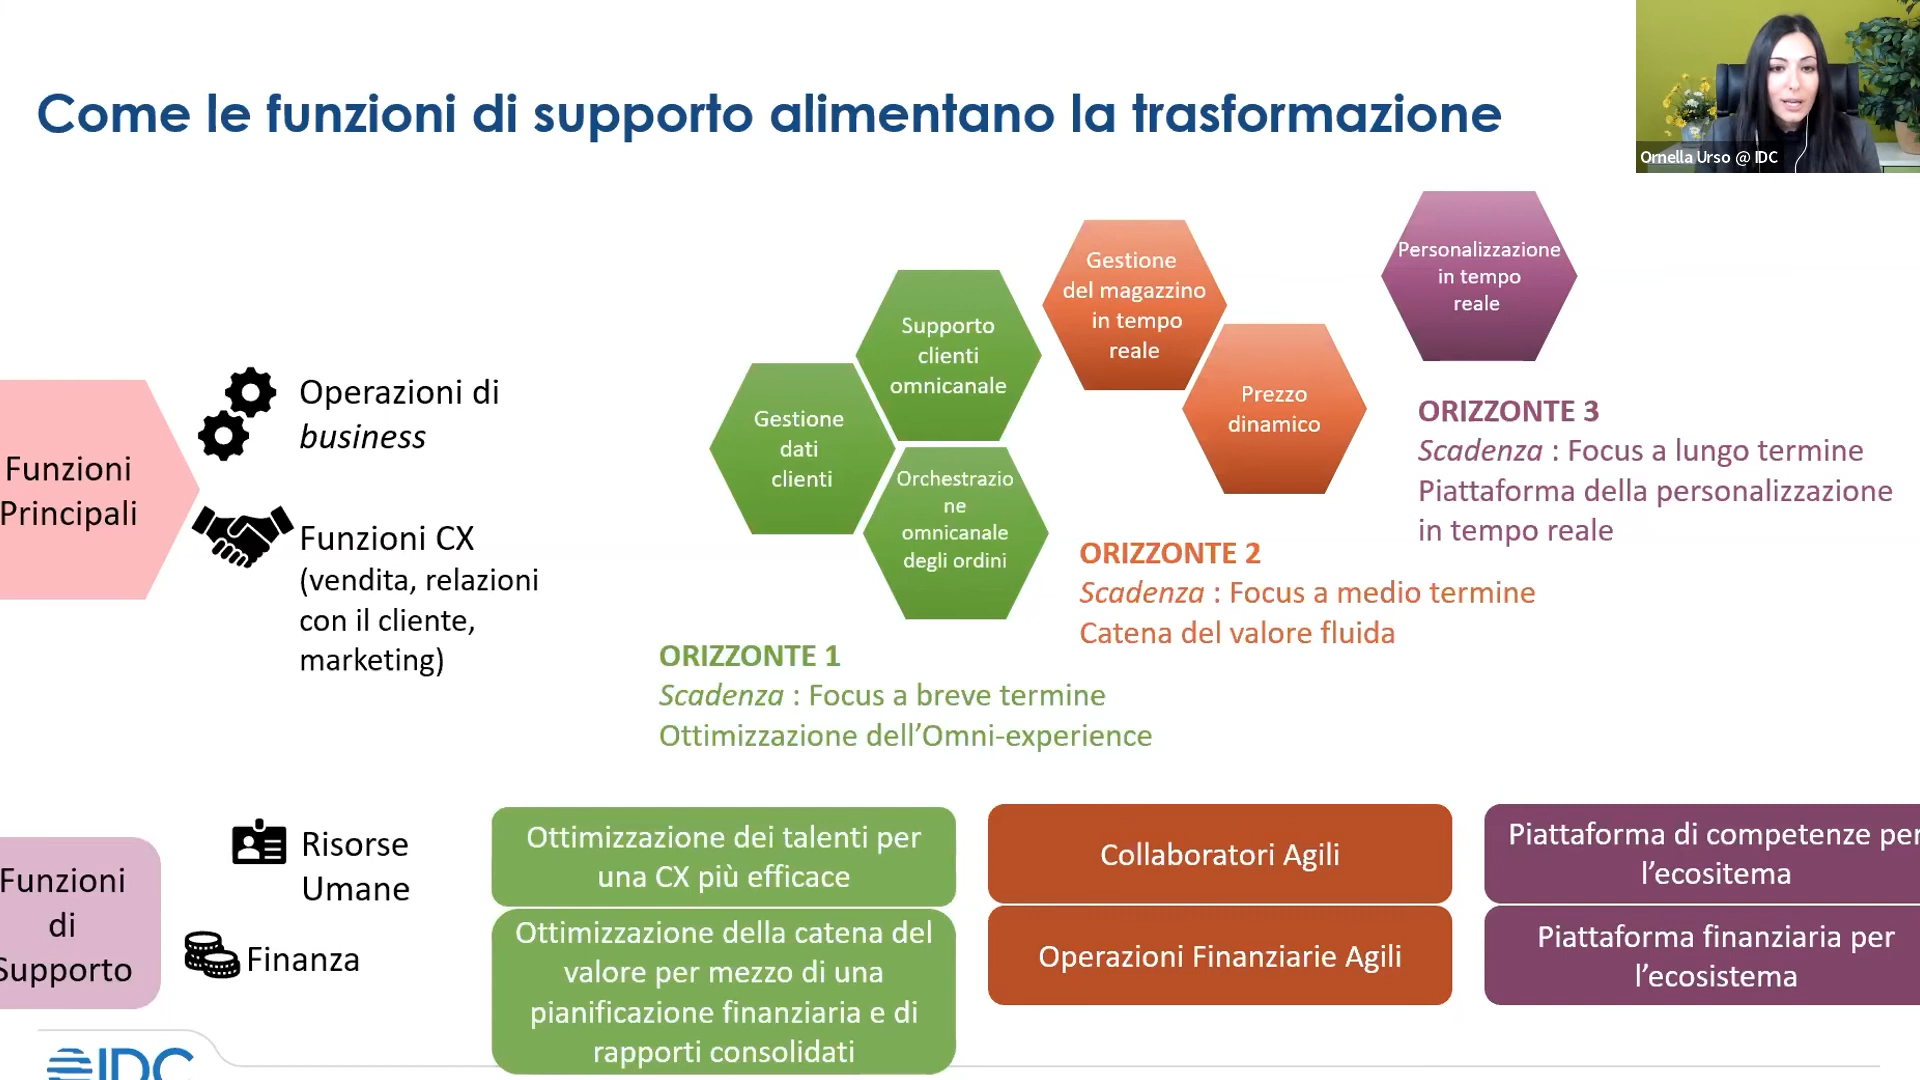 Come le funzioni di supporto alimentano la trasformazione
Ornella Urso @ IDC
Funzioni
Principali
Operazioni di
business
Funzioni CX
(vendita, relazioni
con il cliente,
marketing)
Gestione
dati
clienti
Supporto
clienti
omnicanale
Orchestrazio
ne
omnicanale
degli ordini
ORIZZONTE 1
Scadenza : Focus a breve termine
Ottimizzazione dell’Omni-experience
Gestione
del magazzino
in tempo
reale
Prezzo
dinamico
ORIZZONTE 2
Scadenza : Focus a medio termine
Catena del valore fluida
Personalizzazione
in tempo
reale
ORIZZONTE 3
Scadenza : Focus a lungo termine
Piattaforma della personalizzazione
in tempo reale
Funzioni
di
Supporto
Risorse
Umane
Ottimizzazione dei talenti per
una CX più efficace
Collaboratori Agili
Piattaforma di competenze per
l’ecositema
Finanza
Ottimizzazione della catena del
valore per mezzo di una
pianificazione finanziaria e di
rapporti consolidati
Operazioni Finanziarie Agili
Piattaforma finanziaria per
l’ecosistema
IDC